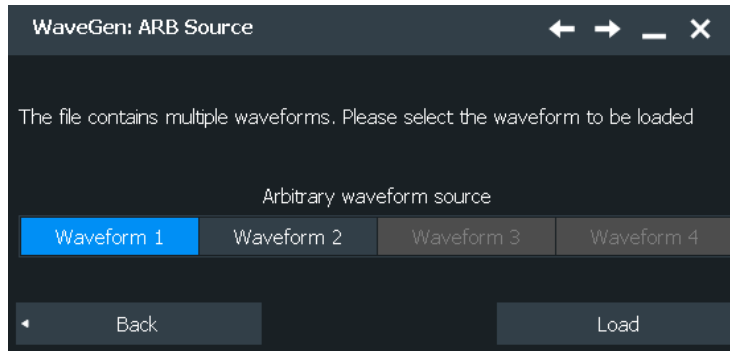 WaveGen: ARB Source
The file contains multiple waveforms. Please select the waveform to be loaded
Arbitrary waveform source
Waveform 1 Waveform 2 Waveform 3 Waveform 4
Back Load